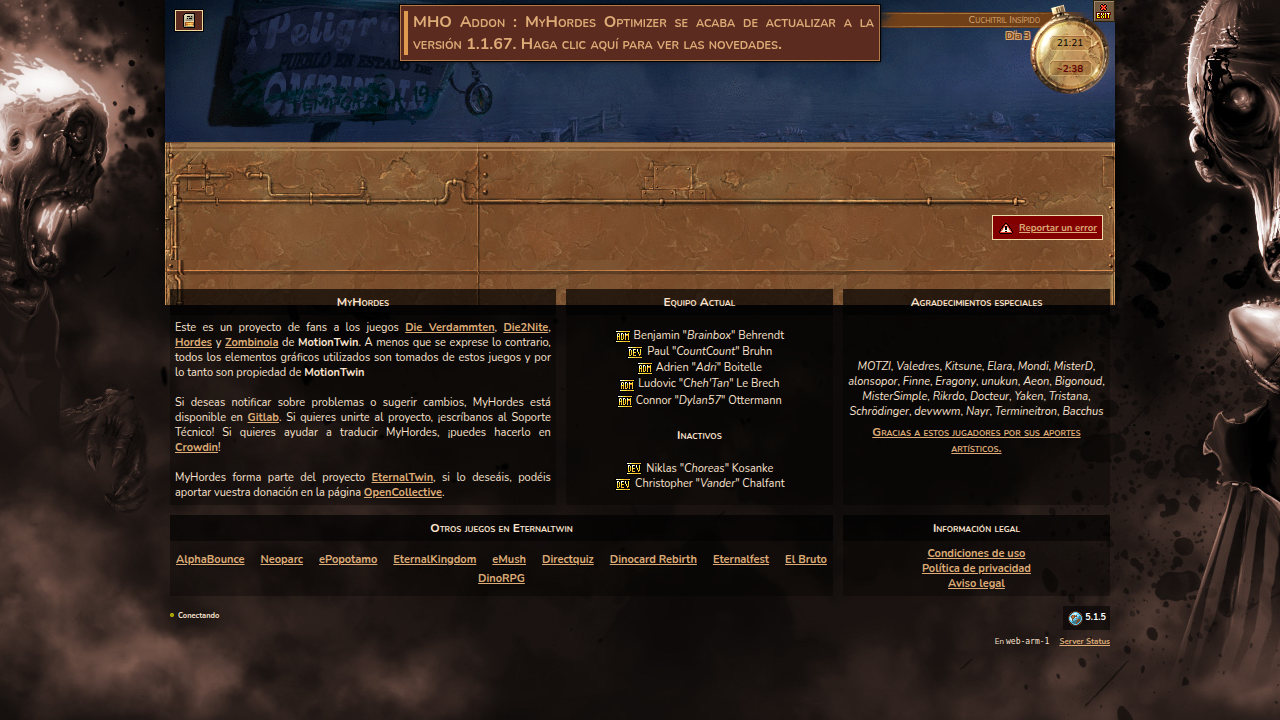 ¡Peligro
PUEBLO EN ESTADO DE
TEMPORADA 19
MHO Addon : MyHordes Optimizer se acaba de actualizar a la
versión 1.1.67. Haga clic aquí para ver las novedades.
Cuchitril Insípido
Día 3
EXIT
21:21
~2:38
Reportar un error
MyHordes
Este es un proyecto de fans a los juegos Die Verdammten, Die2Nite,
Hordes y Zombinoia de MotionTwin. A menos que se exprese lo contrario,
todos los elementos gráficos utilizados son tomados de estos juegos y por
lo tanto son propiedad de MotionTwin
Si deseas notificar sobre problemas o sugerir cambios, MyHordes está
disponible en Gitlab. Si quieres unirte al proyecto, ¡escríbanos al Soporte
Técnico! Si quieres ayudar a traducir MyHordes, ¡puedes hacerlo en
Crowdin!
MyHordes forma parte del proyecto EternalTwin, si lo deseáis, podéis
aportar vuestra donación en la página OpenCollective.
Equipo Actual
ADM Benjamin "Brainbox" Behrendt
DEV Paul "CountCount" Bruhn
ADM Adrien "Adri" Boitelle
ADM Ludovic "Cheh'Tan" Le Brech
ADM Connor "Dylan57" Ottermann
Inactivos
DEV Niklas "Choreas" Kosanke
DEV Christopher "Vander" Chalfant
Agradecimientos especiales
MOTZI, Valedres, Kitsune, Elara, Mondi, MisterD,
alonsopor, Finne, Eragony, unukun, Aeon, Bigonoud,
MisterSimple, Rikrdo, Docteur, Yaken, Tristana,
Schrödinger, devwwm, Nayr, Termineitron, Bacchus
Gracias a estos jugadores por sus aportes
artísticos.
Otros juegos en Eternaltwin
AlphaBounce Neoparc ePopotamo EternalKingdom eMush Directquiz Dinocard Rebirth Eternalfest El Bruto
DinoRPG
Información legal
Condiciones de uso
Política de privacidad
Aviso legal
Conectando
5.1.5
En web-arm-1 Server Status